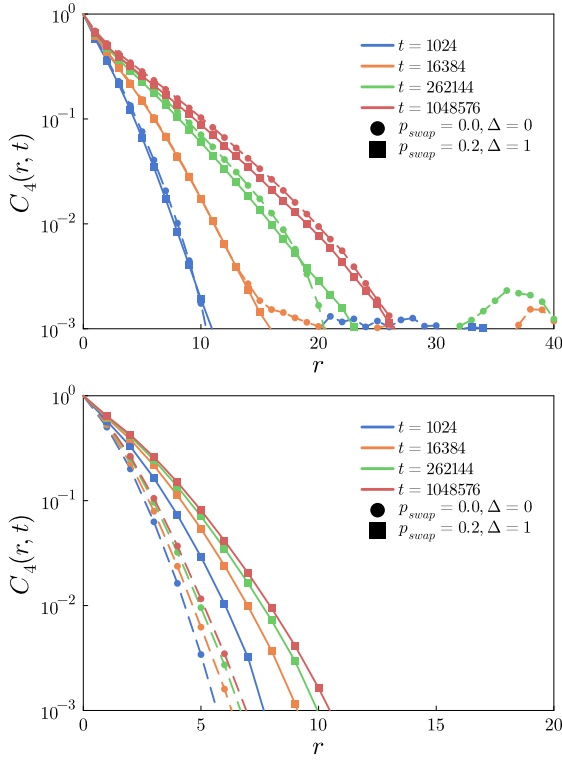 10^0
10^-1
10^-2
10^-3
C_4(r, t)
t = 1024
t = 16384
t = 262144
t = 1048576
p_swap = 0.0, Δ = 0
p_swap = 0.2, Δ = 1
0 10 20 30 40
r
10^0
10^-1
10^-2
10^-3
C_4(r, t)
t = 1024
t = 16384
t = 262144
t = 1048576
p_swap = 0.0, Δ = 0
p_swap = 0.2, Δ = 1
0 5 10 15 20
r